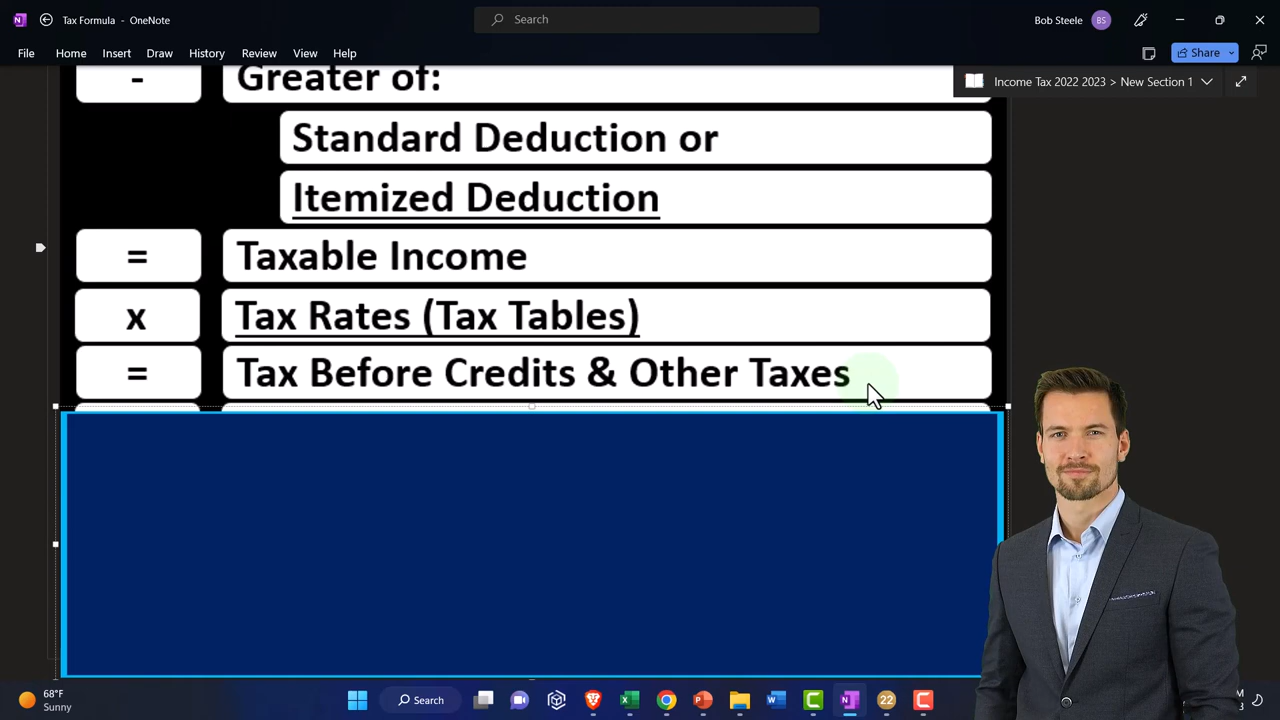 Tax Formula - OneNote
Search
Bob Steele
BS
File Home Insert Draw History Review View Help
Share
Income Tax 2022 2023 > New Section 1
- Greater of:
Standard Deduction or
Itemized Deduction
= Taxable Income
x Tax Rates (Tax Tables)
= Tax Before Credits & Other Taxes
68°F
Sunny
Search
22
M